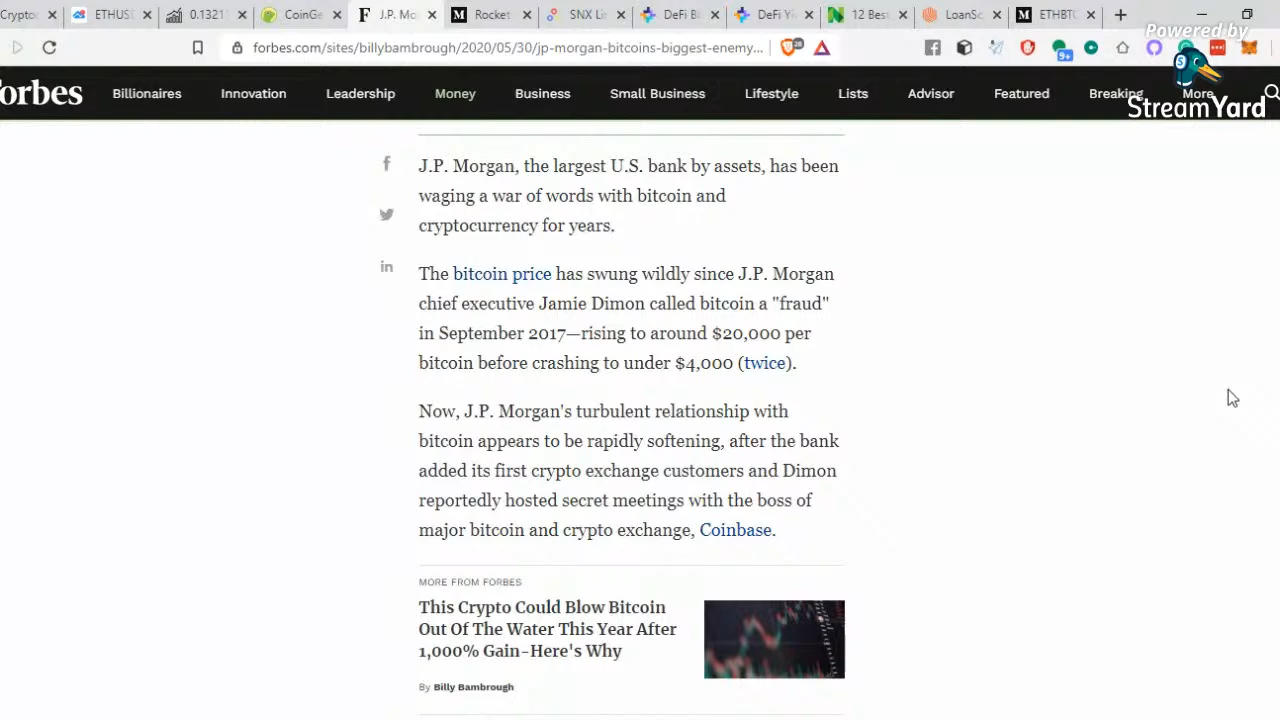 Cryptoc
ETHUSD
0.1321
CoinGe
J.P. Mo
Rocket
SNX Li
DeFi B
DeFi Yi
12 Best
LoanSc
ETHBTC
Powered by
forbes.com/sites/billybambrough/2020/05/30/jp-morgan-bitcoins-biggest-enemy...
28
9+
StreamYard
orbes
Billionaires
Innovation
Leadership
Money
Business
Small Business
Lifestyle
Lists
Advisor
Featured
Breaking
More
J.P. Morgan, the largest U.S. bank by assets, has been
waging a war of words with bitcoin and
cryptocurrency for years.
The bitcoin price has swung wildly since J.P. Morgan
chief executive Jamie Dimon called bitcoin a "fraud"
in September 2017—rising to around $20,000 per
bitcoin before crashing to under $4,000 (twice).
Now, J.P. Morgan's turbulent relationship with
bitcoin appears to be rapidly softening, after the bank
added its first crypto exchange customers and Dimon
reportedly hosted secret meetings with the boss of
major bitcoin and crypto exchange, Coinbase.
MORE FROM FORBES
This Crypto Could Blow Bitcoin
Out Of The Water This Year After
1,000% Gain–Here's Why
By Billy Bambrough